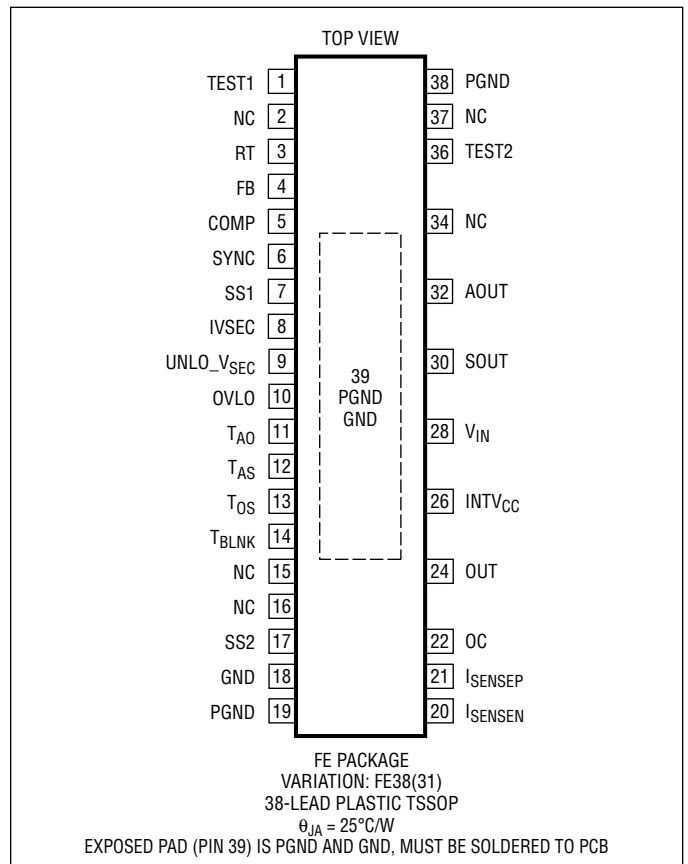 TOP VIEW
TEST1 1
NC 2
RT 3
FB 4
COMP 5
SYNC 6
SS1 7
IVSEC 8
UNLO_VSEC 9
OVLO 10
TAO 11
TAS 12
TOS 13
TBLNK 14
NC 15
NC 16
SS2 17
GND 18
PGND 19
39
PGND
GND
38 PGND
37 NC
36 TEST2
34 NC
32 AOUT
30 SOUT
28 VIN
26 INTVCC
24 OUT
22 OC
21 ISENSEP
20 ISENSEN
FE PACKAGE
VARIATION: FE38(31)
38-LEAD PLASTIC TSSOP
θJA = 25°C/W
EXPOSED PAD (PIN 39) IS PGND AND GND, MUST BE SOLDERED TO PCB